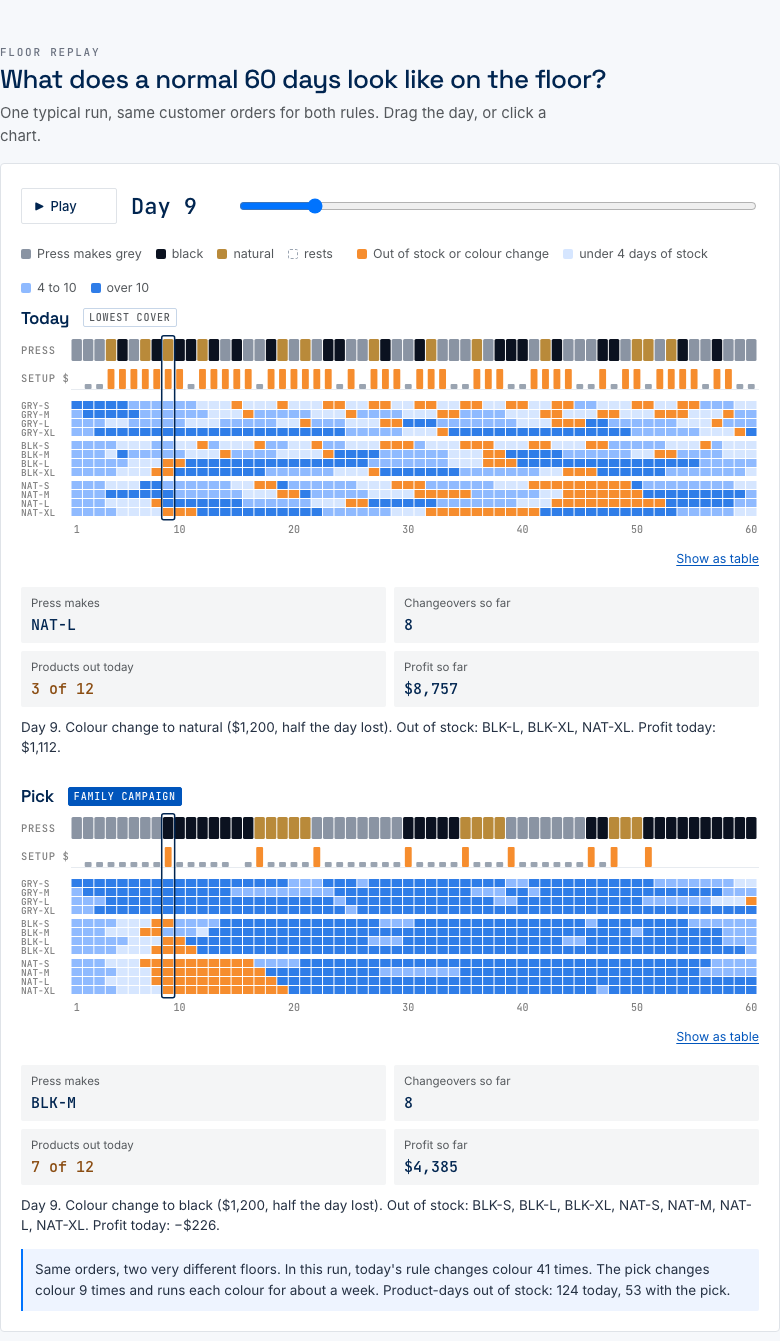 FLOOR REPLAY
What does a normal 60 days look like on the floor?
One typical run, same customer orders for both rules. Drag the day, or click a
chart.
► Play Day 9
Press makes grey black natural rests Out of stock or colour change under 4 days of stock
4 to 10 over 10
Today LOWEST COVER
PRESS
SETUP $
GRY-S
GRY-M
GRY-L
GRY-XL
BLK-S
BLK-M
BLK-L
BLK-XL
NAT-S
NAT-M
NAT-L
NAT-XL
1 10 20 30 40 50 60
Show as table
Press makes Changeovers so far
NAT-L 8
Products out today Profit so far
3 of 12 $8,757
Day 9. Colour change to natural ($1,200, half the day lost). Out of stock: BLK-L, BLK-XL, NAT-XL. Profit today:
$1,112.
Pick FAMILY CAMPAIGN
PRESS
SETUP $
GRY-S
GRY-M
GRY-L
GRY-XL
BLK-S
BLK-M
BLK-L
BLK-XL
NAT-S
NAT-M
NAT-L
NAT-XL
1 10 20 30 40 50 60
Show as table
Press makes Changeovers so far
BLK-M 8
Products out today Profit so far
7 of 12 $4,385
Day 9. Colour change to black ($1,200, half the day lost). Out of stock: BLK-S, BLK-L, BLK-XL, NAT-S, NAT-M, NAT-
L, NAT-XL. Profit today: −$226.
Same orders, two very different floors. In this run, today's rule changes colour 41 times. The pick changes
colour 9 times and runs each colour for about a week. Product-days out of stock: 124 today, 53 with the pick.